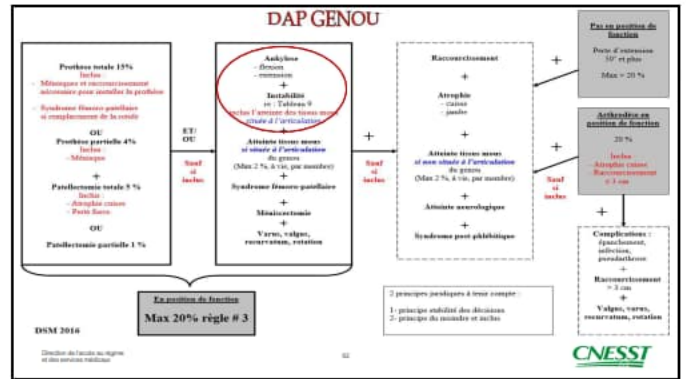 DAP GENOU
Prothèse totale 15%
Inclus :
- Ménisques et raccourcissement
nécessaire pour installer la prothèse
- Syndrome fémoro patellaire
si remplacement de la rotule
OU
Prothèse partielle 4%
Inclus :
- Ménisque
+
Patellectomie totale 5 %
Inclus :
- Atrophie cuisse
- Perte force
OU
Patellectomie partielle 1 %
ET/
OU
Sauf
si
inclus
Ankylose
- flexion
- extension
+
Instabilité
ie : Tableau 9
inclus l'atteinte des tissus mous
située à l'articulation
+
Atteinte tissus mous
si située à l'articulation
du genou
(Max 2 %, à vie, par membre)
+
Syndrome fémoro-patellaire
+
Méniscectomie
+
Varus, valgus,
recurvatum, rotation
+
Sauf
si
inclus
Raccourcissement
+
Atrophie
- cuisse
- jambe
+
Atteinte tissus mous
si non située à l'articulation
du genou
(Max 2 %, à vie, par membre)
+
Atteinte neurologique
+
Syndrome post-phlébitique
+
+
Sauf
si
inclus
Pas en position de
fonction
Perte d'extension
30° et plus
Max = 20 %
Arthrodèse en
position de fonction
20 %
Inclus :
- Atrophie cuisse
- Raccourcissement
≤ 3 cm
+
Complications :
épanchement,
infection,
pseudarthrose
+
Raccourcissement
> 3 cm
+
Valgus, varus,
recurvatum, rotation
En position de fonction
Max 20% règle # 3
2 principes juridiques à tenir compte :
1- principe stabilité des décisions
2- principe du moindre et inclus
DSM 2016
Direction de l'accès au régime
et des services médicaux
CNESST